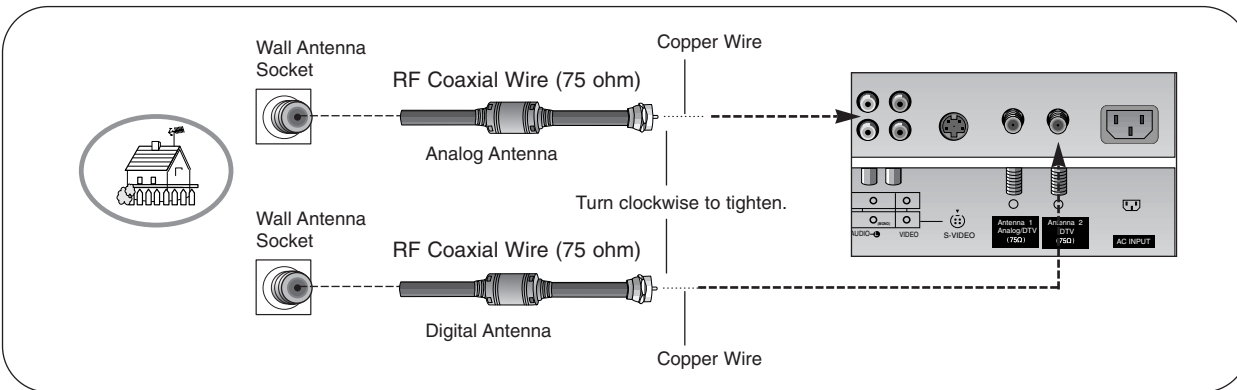 Wall Antenna
Socket
RF Coaxial Wire (75 ohm)
Copper Wire
Analog Antenna
Turn clockwise to tighten.
Wall Antenna
Socket
RF Coaxial Wire (75 ohm)
Digital Antenna
Copper Wire
(MONO)
AUDIO
VIDEO
S-VIDEO
Antenna 1
Analog/DTV
(75Ω)
Antenna 2
DTV
(75Ω)
AC INPUT